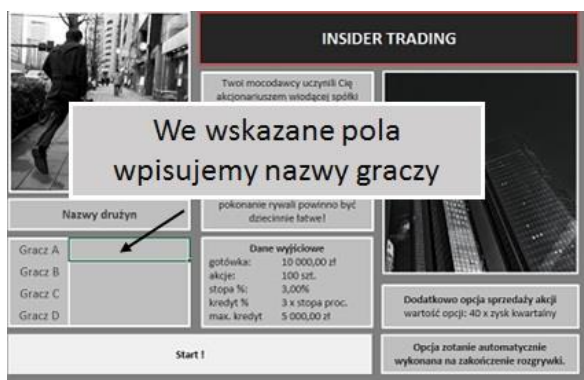 INSIDER TRADING
Twoi mocodawcy uczynili Cię
akcjonariuszem wiodącej spółki
We wskazane pola
wpisujemy nazwy graczy
pokonanie rywali powinno być
dziecinnie łatwe!
Nazwy drużyn
Gracz A
Gracz B
Gracz C
Gracz D
Dane wyjściowe
gotówka: 10 000,00 zł
akcje: 100 szt.
stopa %: 3,00%
kredyt % 3 x stopa proc.
max. kredyt 5 000,00 zł
Dodatkowo opcja sprzedaży akcji
wartość opcji: 40 x zysk kwartalny
Start !
Opcja zotanie automatycznie
wykonana na zakończenie rozgrywki.